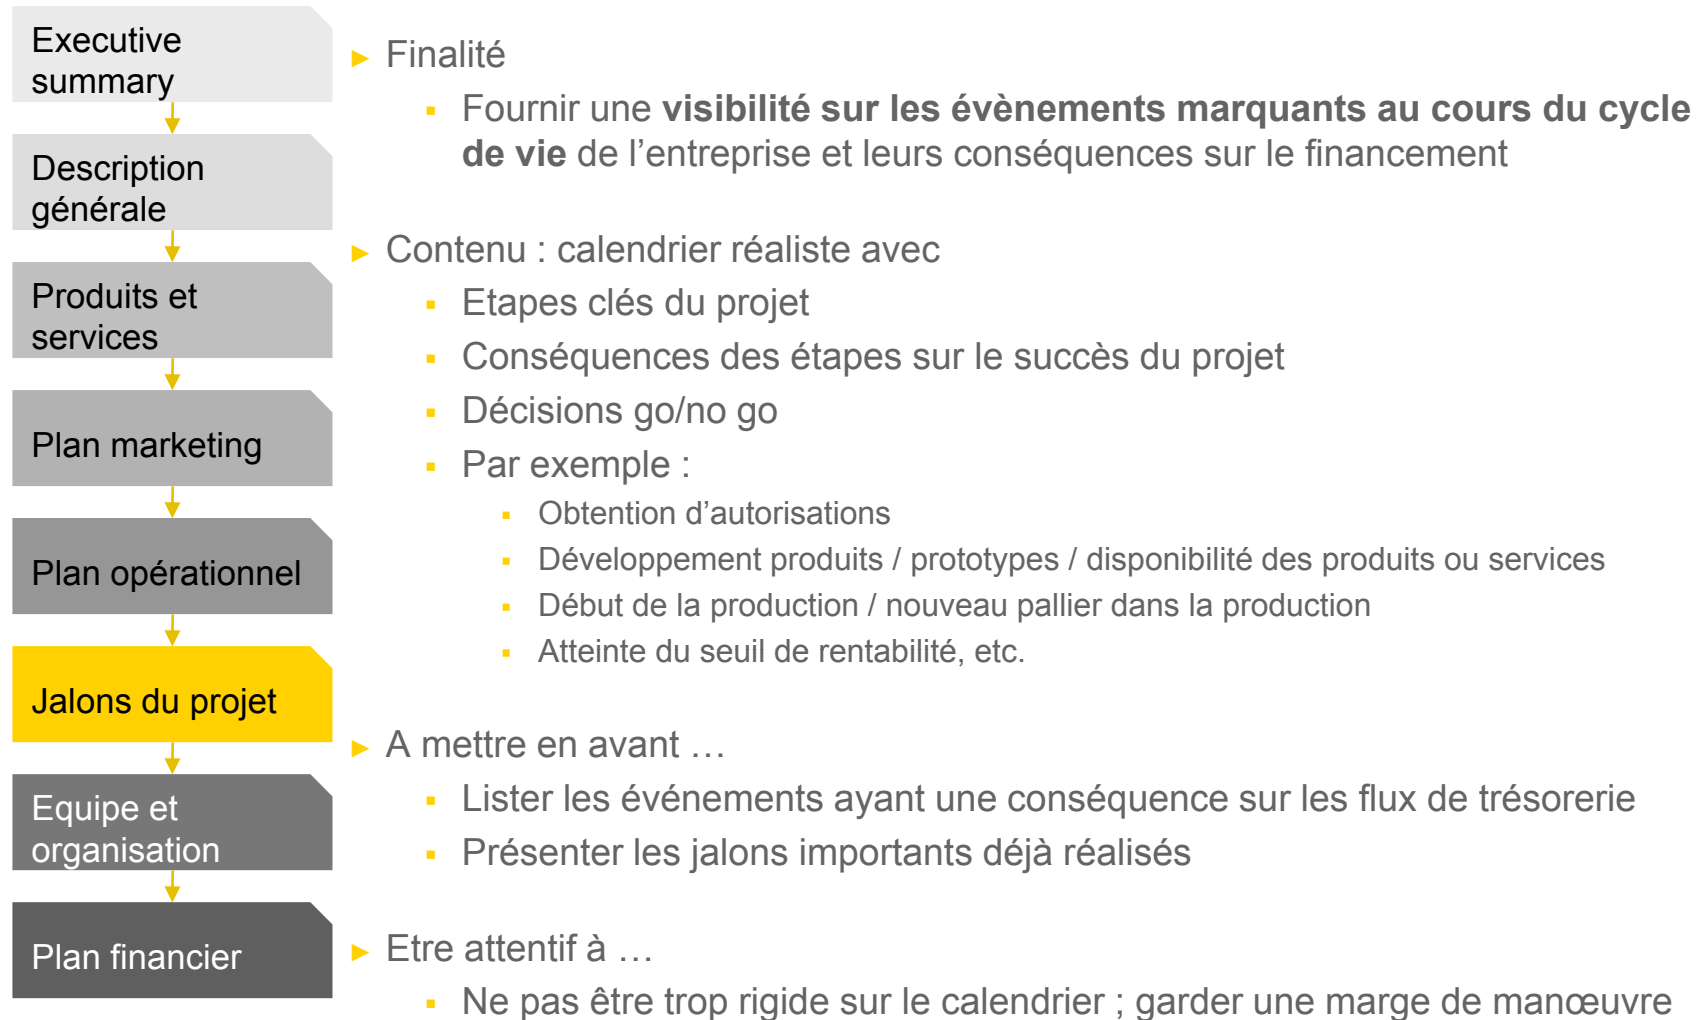 Executive
summary
Description
générale
Produits et
services
Plan marketing
Plan opérationnel
Jalons du projet
Equipe et
organisation
Plan financier
► Finalité
▪ Fournir une visibilité sur les évènements marquants au cours du cycle
de vie de l’entreprise et leurs conséquences sur le financement
► Contenu : calendrier réaliste avec
▪ Etapes clés du projet
▪ Conséquences des étapes sur le succès du projet
▪ Décisions go/no go
▪ Par exemple :
▪ Obtention d’autorisations
▪ Développement produits / prototypes / disponibilité des produits ou services
▪ Début de la production / nouveau pallier dans la production
▪ Atteinte du seuil de rentabilité, etc.
► A mettre en avant …
▪ Lister les événements ayant une conséquence sur les flux de trésorerie
▪ Présenter les jalons importants déjà réalisés
► Etre attentif à …
▪ Ne pas être trop rigide sur le calendrier ; garder une marge de manœuvre